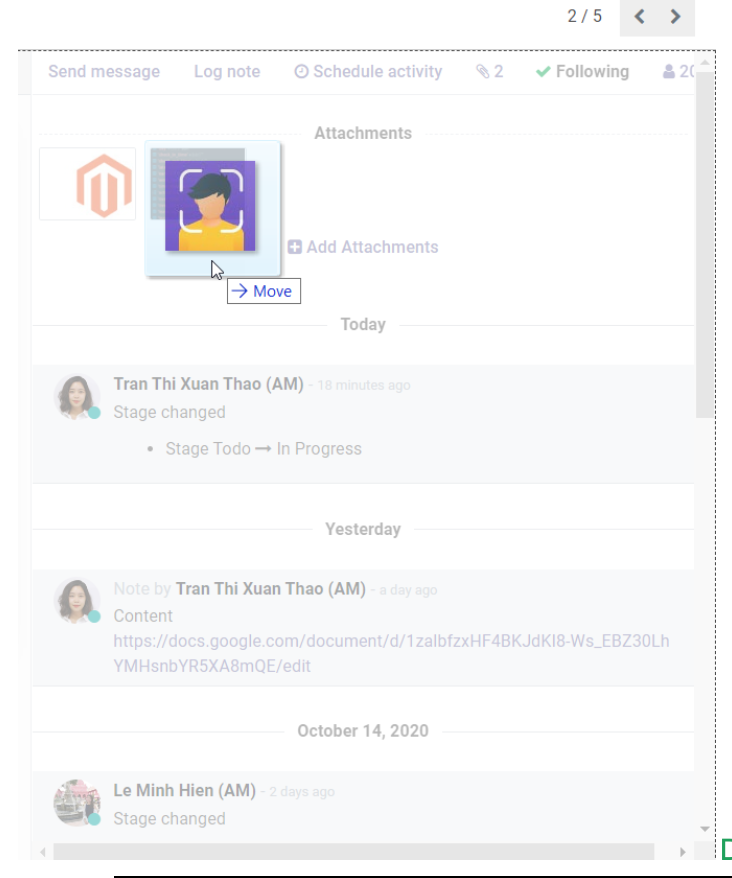 2 / 5
Send message Log note Schedule activity 2 Following 20
Attachments
Add Attachments
Move
Today
Tran Thi Xuan Thao (AM) - 18 minutes ago
Stage changed
• Stage Todo → In Progress
Yesterday
Note by Tran Thi Xuan Thao (AM) - a day ago
Content
https://docs.google.com/document/d/1zalbfzxHF4BKJdKI8-Ws_EBZ30Lh
YMHsnbYR5XA8mQE/edit
October 14, 2020
Le Minh Hien (AM) - 2 days ago
Stage changed